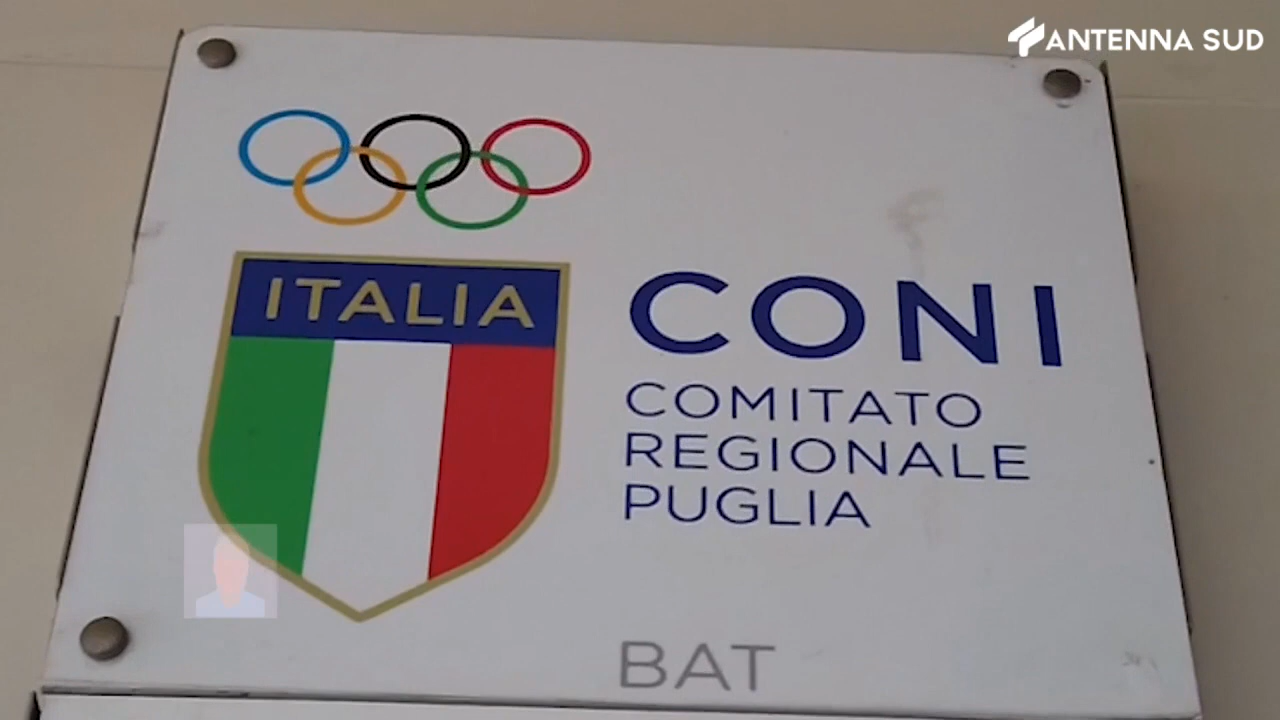 ANTENNA SUD
ITALIA
CONI
COMITATO
REGIONALE
PUGLIA
BAT